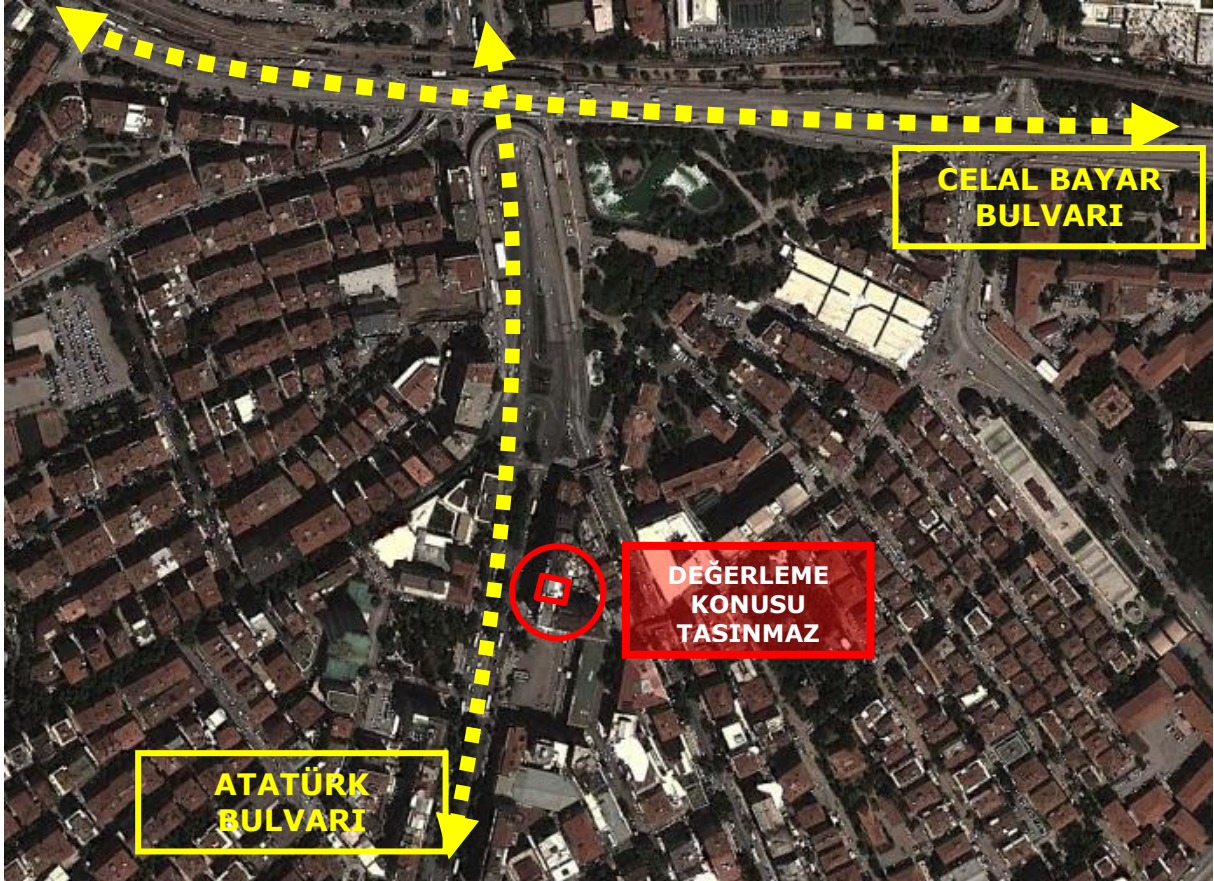 CELAL BAYAR
BULVARI
DEĞERLEME
KONUSU
TASINMAZ
ATATÜRK
BULVARI